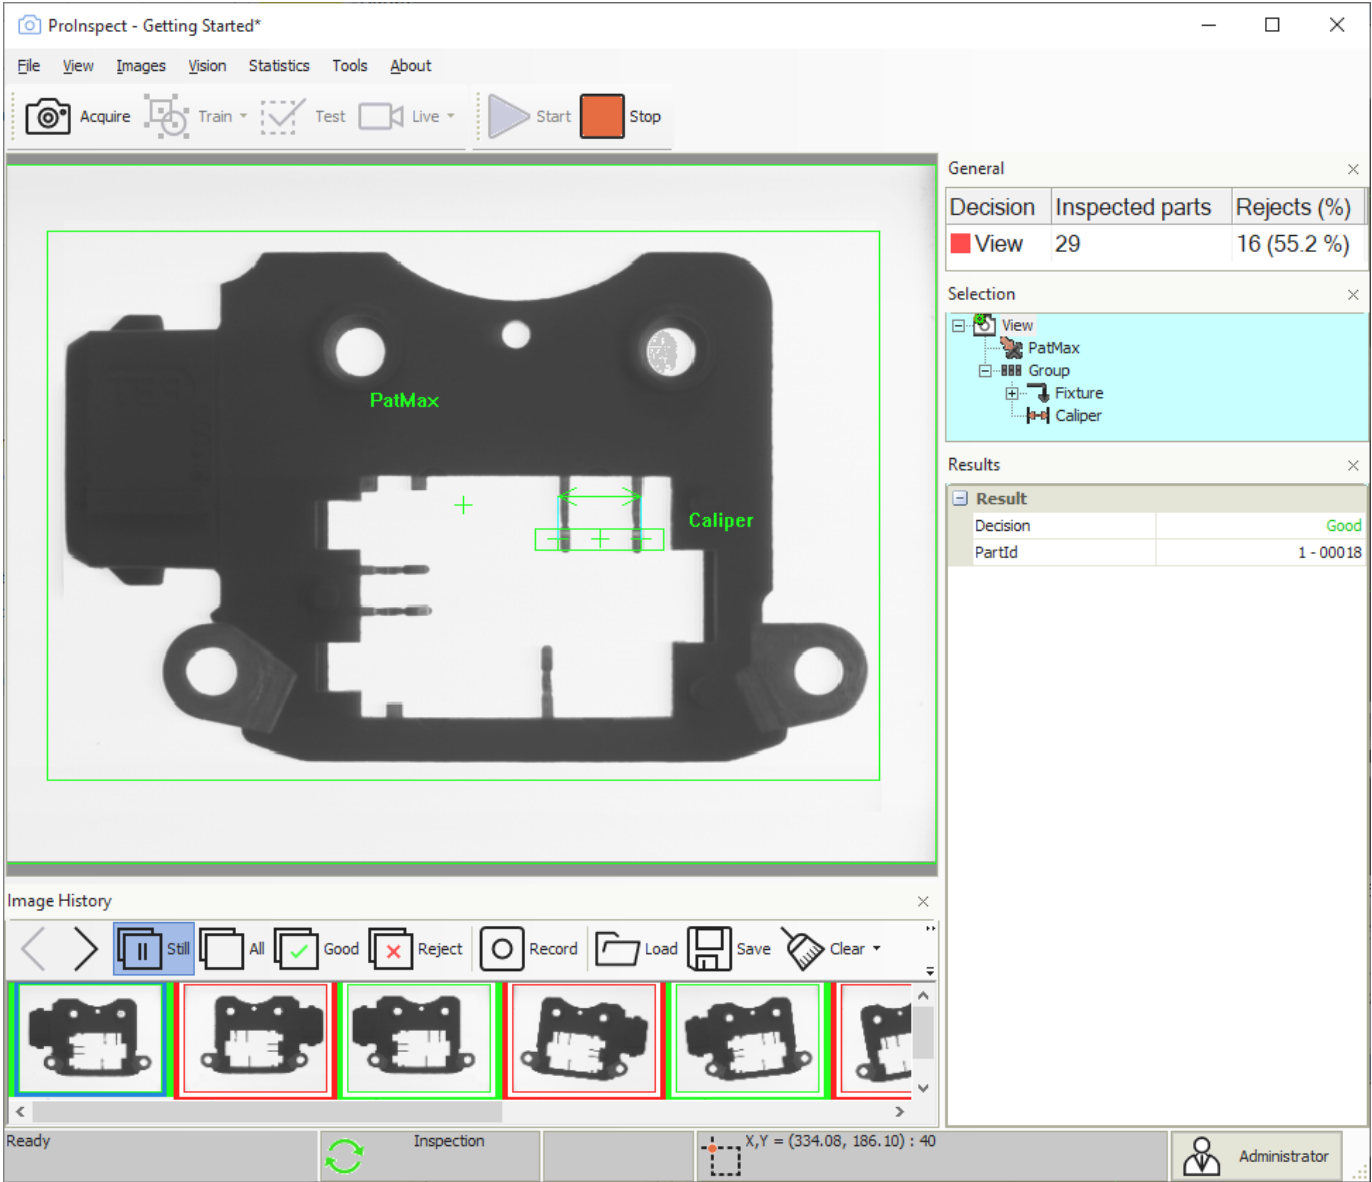 ProInspect - Getting Started*
File View Images Vision Statistics Tools About
Acquire Train Test Live Start Stop
General
Decision Inspected parts Rejects (%)
View 29 16 (55.2 %)
Selection
View
PatMax
Group
Fixture
Caliper
Results
Result
Decision Good
PartId 1 - 00018
PatMax
Caliper
Image History
Still All Good Reject Record Load Save Clear
Ready Inspection X,Y = (334.08, 186.10) : 40 Administrator